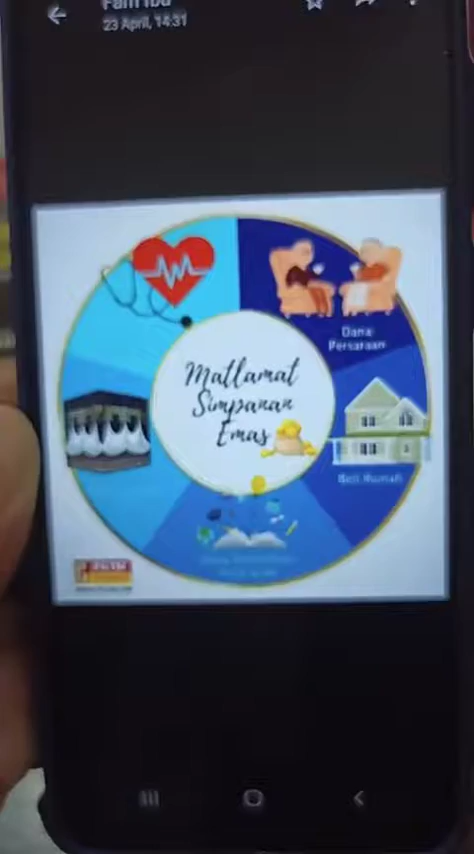 23 April, 14:31
Dana
Persaraan
Matlamat
Simpanan
Emas
Beli Rumah